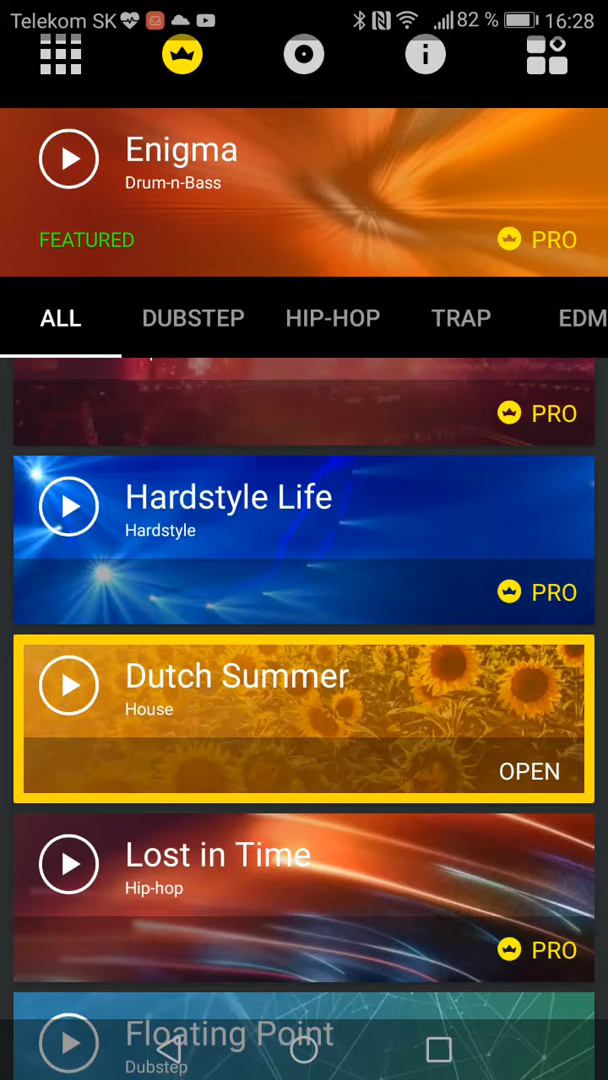 Telekom SK 82 % 16:28
Enigma
Drum-n-Bass
FEATURED PRO
ALL DUBSTEP HIP-HOP TRAP EDM
PRO
Hardstyle Life
Hardstyle
PRO
Dutch Summer
House
OPEN
Lost in Time
Hip-hop
PRO
Floating Point
Dubstep